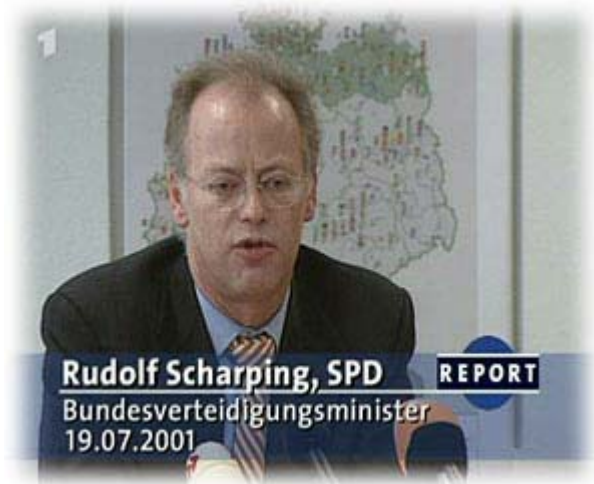 1
Rudolf Scharping, SPD
REPORT
Bundesverteidigungsminister
19.07.2001